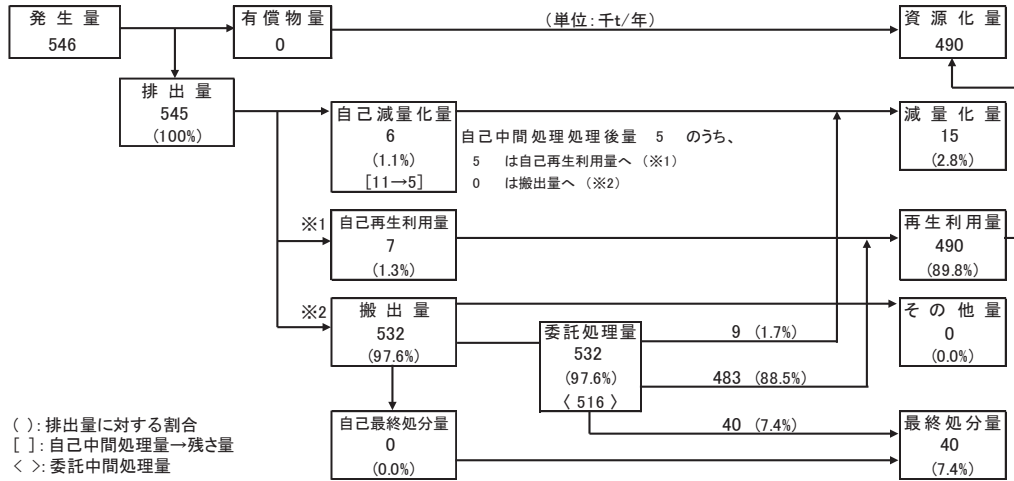 発生量
546
有償物量
0
(単位:千t/年)
資源化量
490
排出量
545
(100%)
自己減量化量
6
(1.1%)
[11→5]
自己中間処理処理後量 5 のうち、
5 は自己再生利用量へ (※1)
0 は搬出量へ (※2)
減量化量
15
(2.8%)
※1
自己再生利用量
7
(1.3%)
再生利用量
490
(89.8%)
※2
搬出量
532
(97.6%)
委託処理量
532
(97.6%)
〈 516 〉
9 (1.7%)
483 (88.5%)
40 (7.4%)
その他量
0
(0.0%)
自己最終処分量
0
(0.0%)
最終処分量
40
(7.4%)
( ):排出量に対する割合
[ ]:自己中間処理量→残さ量
< >:委託中間処理量